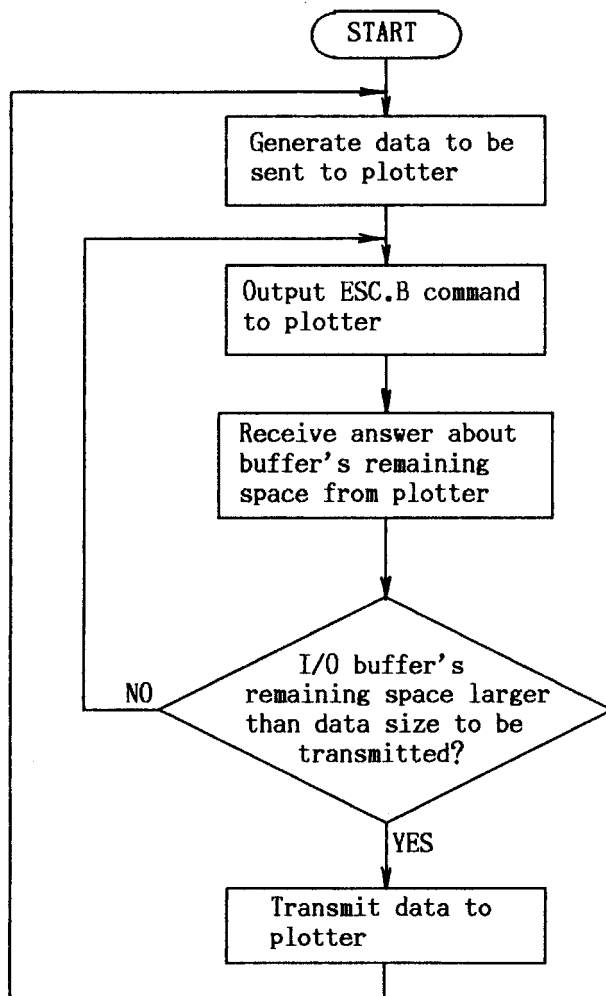 START
Generate data to be
sent to plotter
Output ESC.B command
to plotter
Receive answer about
buffer's remaining
space from plotter
I/O buffer's
remaining space larger
than data size to be
transmitted?
NO
YES
Transmit data to
plotter